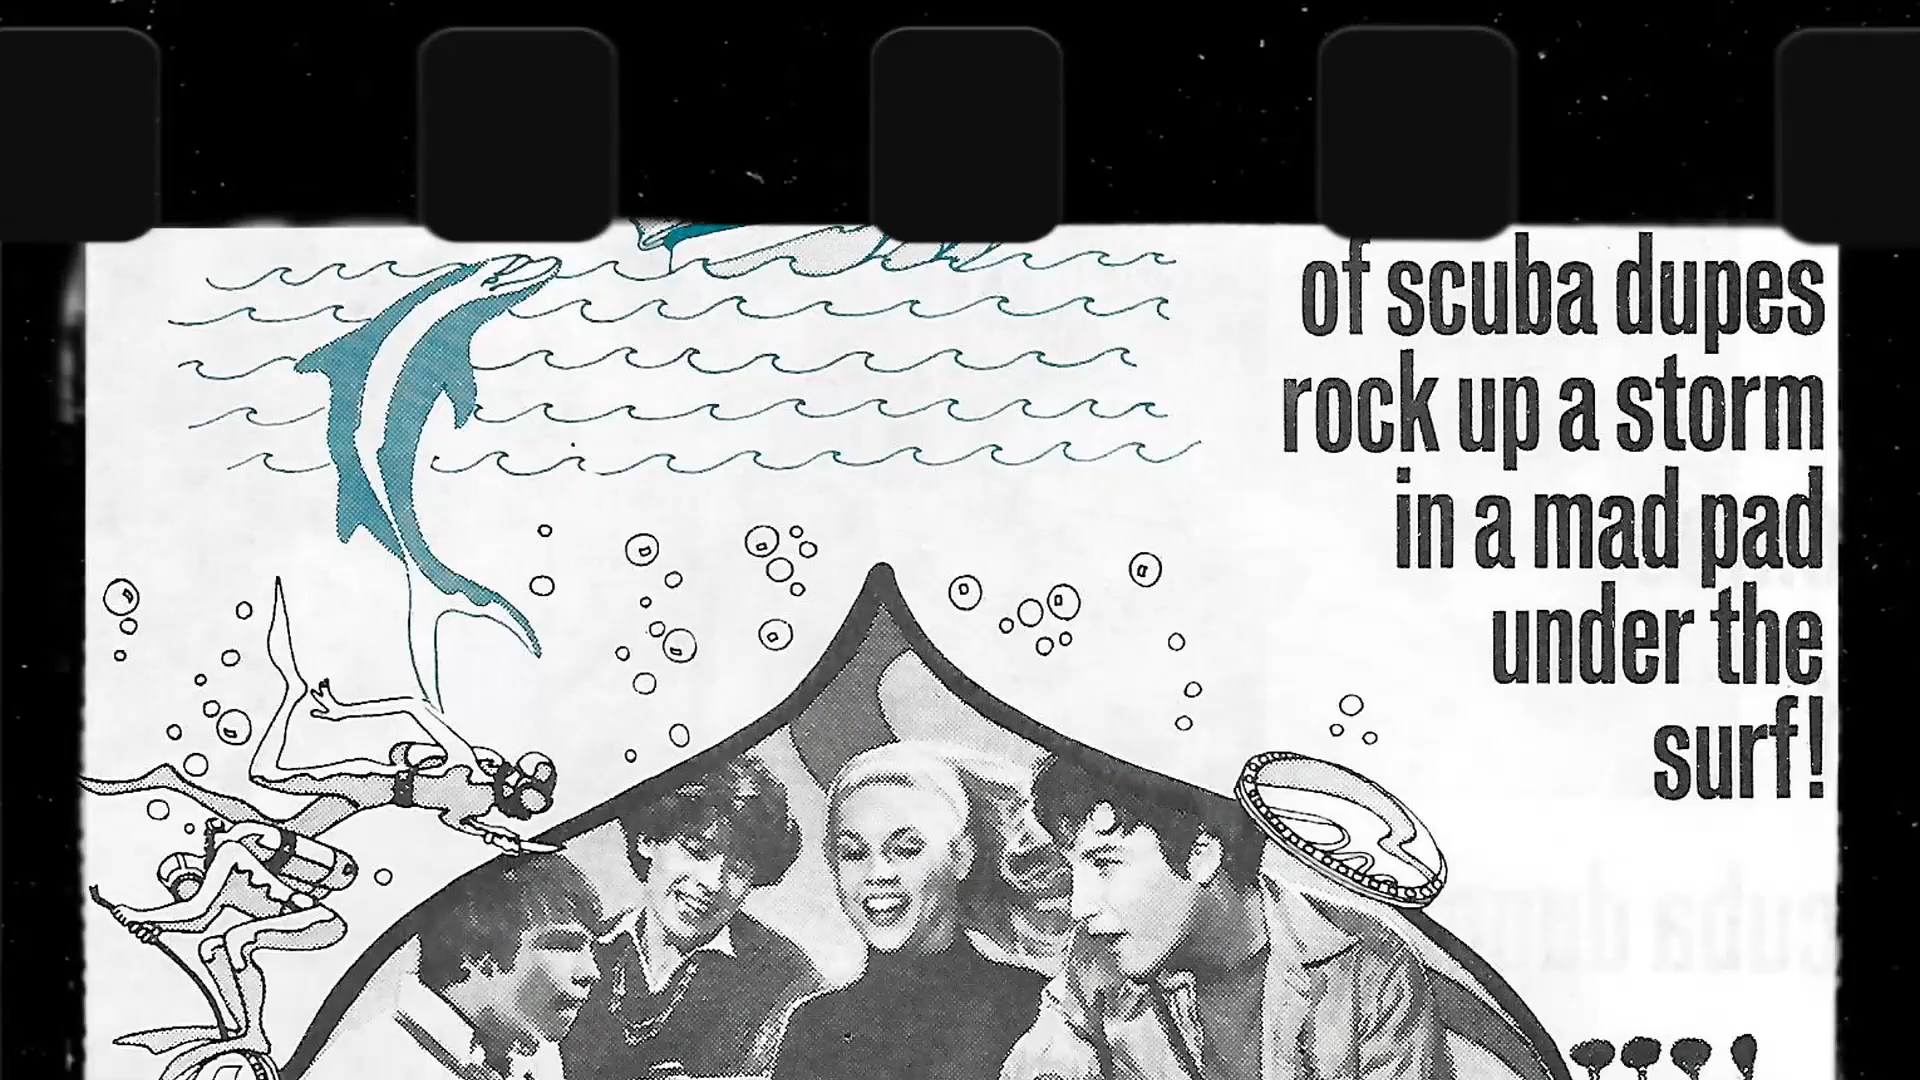 of scuba dupes
rock up a storm
in a mad pad
under the
surf!